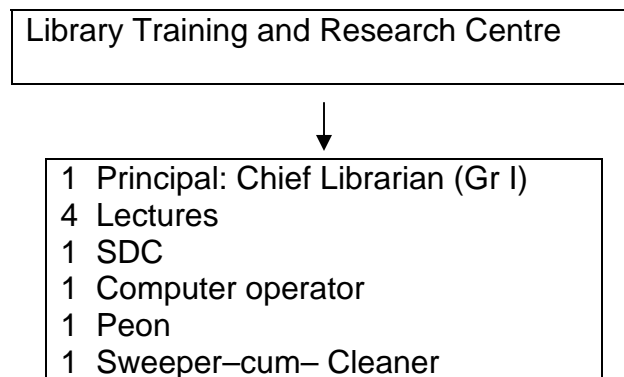 Library Training and Research Centre
1 Principal: Chief Librarian (Gr I)
4 Lectures
1 SDC
1 Computer operator
1 Peon
1 Sweeper–cum– Cleaner